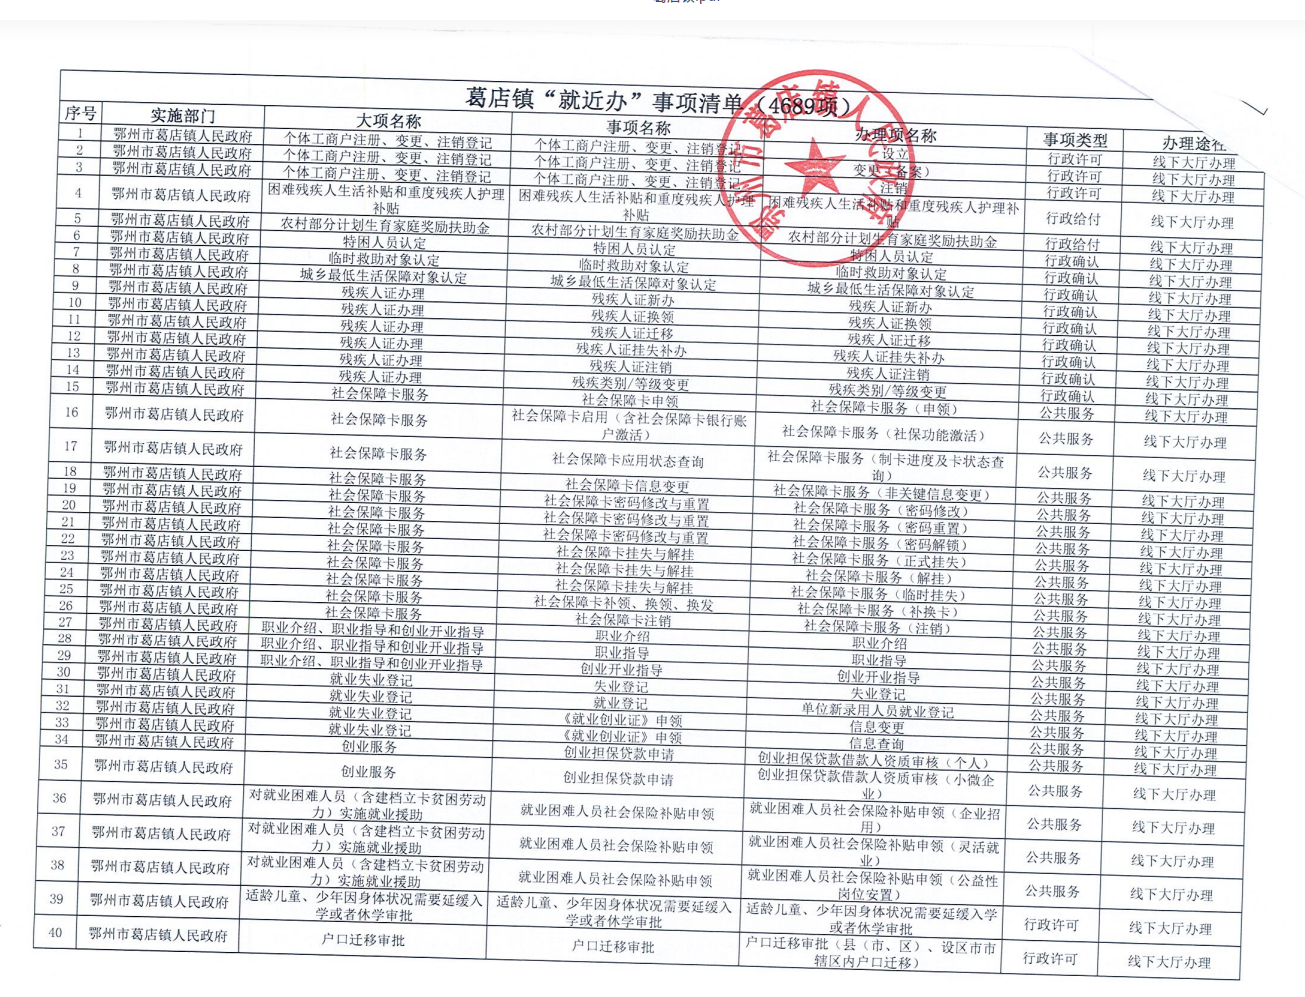 葛店镇“就近办”事项清单（4689项）
鄂州市葛店镇人民政府
序号 实施部门 大项名称 事项名称 办理项名称 事项类型 办理途径
1 鄂州市葛店镇人民政府 个体工商户注册、变更、注销登记 个体工商户注册、变更、注销登记 设立 行政许可 线下大厅办理
2 鄂州市葛店镇人民政府 个体工商户注册、变更、注销登记 个体工商户注册、变更、注销登记 变更（备案） 行政许可 线下大厅办理
3 鄂州市葛店镇人民政府 个体工商户注册、变更、注销登记 个体工商户注册、变更、注销登记 注销 行政许可 线下大厅办理
4 鄂州市葛店镇人民政府 困难残疾人生活补贴和重度残疾人护理补贴 困难残疾人生活补贴和重度残疾人护理补贴 困难残疾人生活补贴和重度残疾人护理补贴 行政给付 线下大厅办理
5 鄂州市葛店镇人民政府 农村部分计划生育家庭奖励扶助金 农村部分计划生育家庭奖励扶助金 农村部分计划生育家庭奖励扶助金 行政给付 线下大厅办理
6 鄂州市葛店镇人民政府 特困人员认定 特困人员认定 特困人员认定 行政确认 线下大厅办理
7 鄂州市葛店镇人民政府 临时救助对象认定 临时救助对象认定 临时救助对象认定 行政确认 线下大厅办理
8 鄂州市葛店镇人民政府 城乡最低生活保障对象认定 城乡最低生活保障对象认定 城乡最低生活保障对象认定 行政确认 线下大厅办理
9 鄂州市葛店镇人民政府 残疾人证办理 残疾人证新办 残疾人证新办 行政确认 线下大厅办理
10 鄂州市葛店镇人民政府 残疾人证办理 残疾人证换领 残疾人证换领 行政确认 线下大厅办理
11 鄂州市葛店镇人民政府 残疾人证办理 残疾人证迁移 残疾人证迁移 行政确认 线下大厅办理
12 鄂州市葛店镇人民政府 残疾人证办理 残疾人证挂失补办 残疾人证挂失补办 行政确认 线下大厅办理
13 鄂州市葛店镇人民政府 残疾人证办理 残疾人证注销 残疾人证注销 行政确认 线下大厅办理
14 鄂州市葛店镇人民政府 残疾人证办理 残疾类别/等级变更 残疾类别/等级变更 行政确认 线下大厅办理
15 鄂州市葛店镇人民政府 社会保障卡服务 社会保障卡申领 社会保障卡服务（申领） 公共服务 线下大厅办理
16 鄂州市葛店镇人民政府 社会保障卡服务 社会保障卡启用（含社会保障卡银行账户激活） 社会保障卡服务（社保功能激活） 公共服务 线下大厅办理
17 鄂州市葛店镇人民政府 社会保障卡服务 社会保障卡应用状态查询 社会保障卡服务（制卡进度及卡状态查询） 公共服务 线下大厅办理
18 鄂州市葛店镇人民政府 社会保障卡服务 社会保障卡信息变更 社会保障卡服务（非关键信息变更） 公共服务 线下大厅办理
19 鄂州市葛店镇人民政府 社会保障卡服务 社会保障卡密码修改与重置 社会保障卡服务（密码修改） 公共服务 线下大厅办理
20 鄂州市葛店镇人民政府 社会保障卡服务 社会保障卡密码修改与重置 社会保障卡服务（密码重置） 公共服务 线下大厅办理
21 鄂州市葛店镇人民政府 社会保障卡服务 社会保障卡密码修改与重置 社会保障卡服务（密码解锁） 公共服务 线下大厅办理
22 鄂州市葛店镇人民政府 社会保障卡服务 社会保障卡挂失与解挂 社会保障卡服务（正式挂失） 公共服务 线下大厅办理
23 鄂州市葛店镇人民政府 社会保障卡服务 社会保障卡挂失与解挂 社会保障卡服务（解挂） 公共服务 线下大厅办理
24 鄂州市葛店镇人民政府 社会保障卡服务 社会保障卡挂失与解挂 社会保障卡服务（临时挂失） 公共服务 线下大厅办理
25 鄂州市葛店镇人民政府 社会保障卡服务 社会保障卡补领、换领、换发 社会保障卡服务（补换卡） 公共服务 线下大厅办理
26 鄂州市葛店镇人民政府 社会保障卡服务 社会保障卡注销 社会保障卡服务（注销） 公共服务 线下大厅办理
27 鄂州市葛店镇人民政府 职业介绍、职业指导和创业开业指导 职业介绍 职业介绍 公共服务 线下大厅办理
28 鄂州市葛店镇人民政府 职业介绍、职业指导和创业开业指导 职业指导 职业指导 公共服务 线下大厅办理
29 鄂州市葛店镇人民政府 职业介绍、职业指导和创业开业指导 创业开业指导 创业开业指导 公共服务 线下大厅办理
30 鄂州市葛店镇人民政府 就业失业登记 失业登记 失业登记 公共服务 线下大厅办理
31 鄂州市葛店镇人民政府 就业失业登记 就业登记 单位新录用人员就业登记 公共服务 线下大厅办理
32 鄂州市葛店镇人民政府 就业失业登记 《就业创业证》申领 信息变更 公共服务 线下大厅办理
33 鄂州市葛店镇人民政府 就业失业登记 《就业创业证》申领 信息查询 公共服务 线下大厅办理
34 鄂州市葛店镇人民政府 创业服务 创业担保贷款申请 创业担保贷款借款人资质审核（个人） 公共服务 线下大厅办理
35 鄂州市葛店镇人民政府 创业服务 创业担保贷款申请 创业担保贷款借款人资质审核（小微企业） 公共服务 线下大厅办理
36 鄂州市葛店镇人民政府 对就业困难人员（含建档立卡贫困劳动力）实施就业援助 就业困难人员社会保险补贴申领 就业困难人员社会保险补贴申领（企业招用） 公共服务 线下大厅办理
37 鄂州市葛店镇人民政府 对就业困难人员（含建档立卡贫困劳动力）实施就业援助 就业困难人员社会保险补贴申领 就业困难人员社会保险补贴申领（灵活就业） 公共服务 线下大厅办理
38 鄂州市葛店镇人民政府 对就业困难人员（含建档立卡贫困劳动力）实施就业援助 就业困难人员社会保险补贴申领 就业困难人员社会保险补贴申领（公益性岗位安置） 公共服务 线下大厅办理
39 鄂州市葛店镇人民政府 适龄儿童、少年因身体状况需要延缓入学或者休学审批 适龄儿童、少年因身体状况需要延缓入学或者休学审批 适龄儿童、少年因身体状况需要延缓入学或者休学审批 行政许可 线下大厅办理
40 鄂州市葛店镇人民政府 户口迁移审批 户口迁移审批 户口迁移审批（县（市、区）、设区市市辖区内户口迁移） 行政许可 线下大厅办理